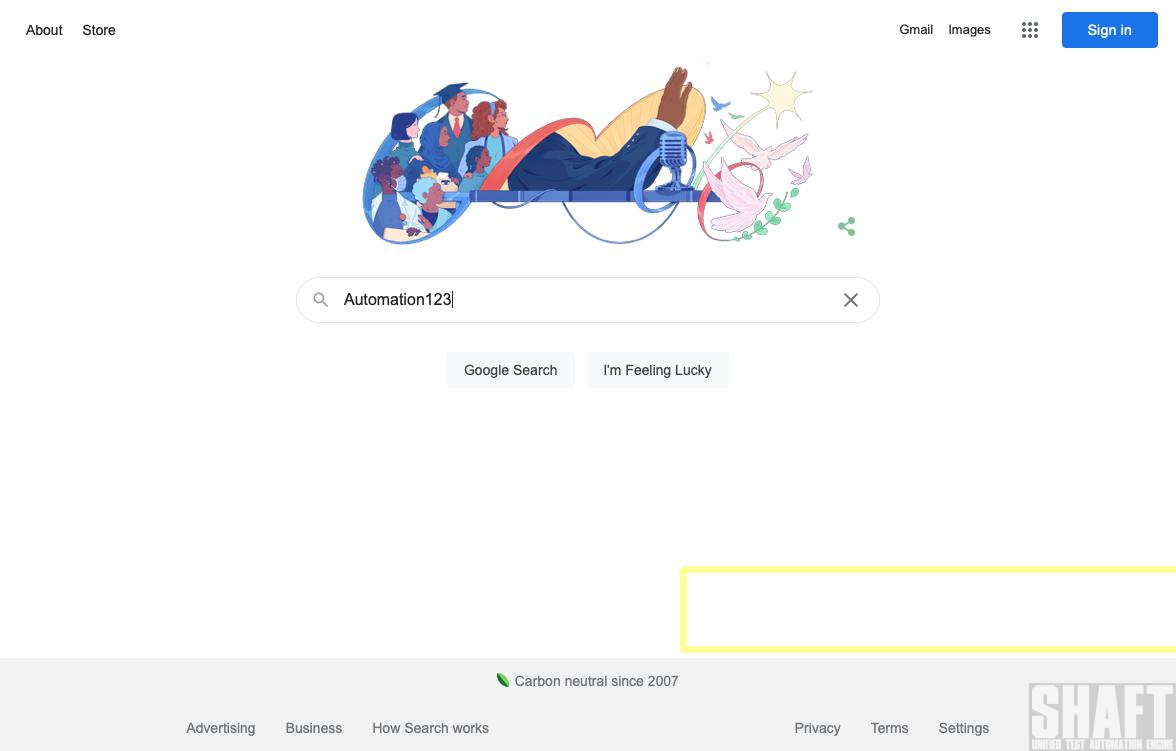 About Store Gmail Images Sign in
Automation123
Google Search I'm Feeling Lucky
Carbon neutral since 2007
Advertising Business How Search works Privacy Terms Settings
SHAFT
UNIFIED TEST AUTOMATION ENGINE